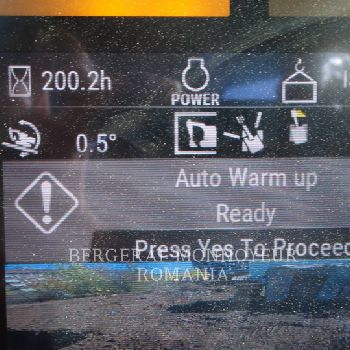 200.2h
POWER
0.5°
Auto Warm up
Ready
Press Yes To Proceed
BERGERAT MONNOYEUR
ROMANIA